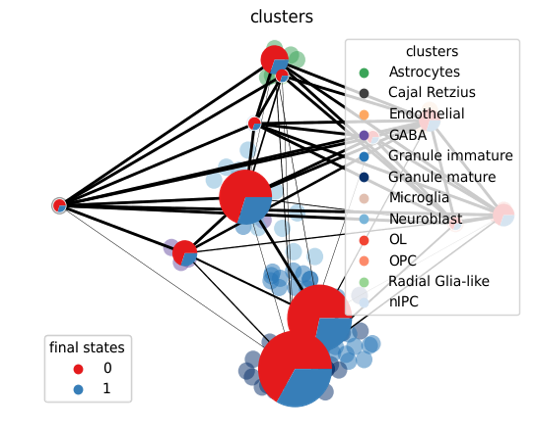 clusters
clusters
Astrocytes
Cajal Retzius
Endothelial
GABA
Granule immature
Granule mature
Microglia
Neuroblast
OL
OPC
Radial Glia-like
nIPC
final states
0
1